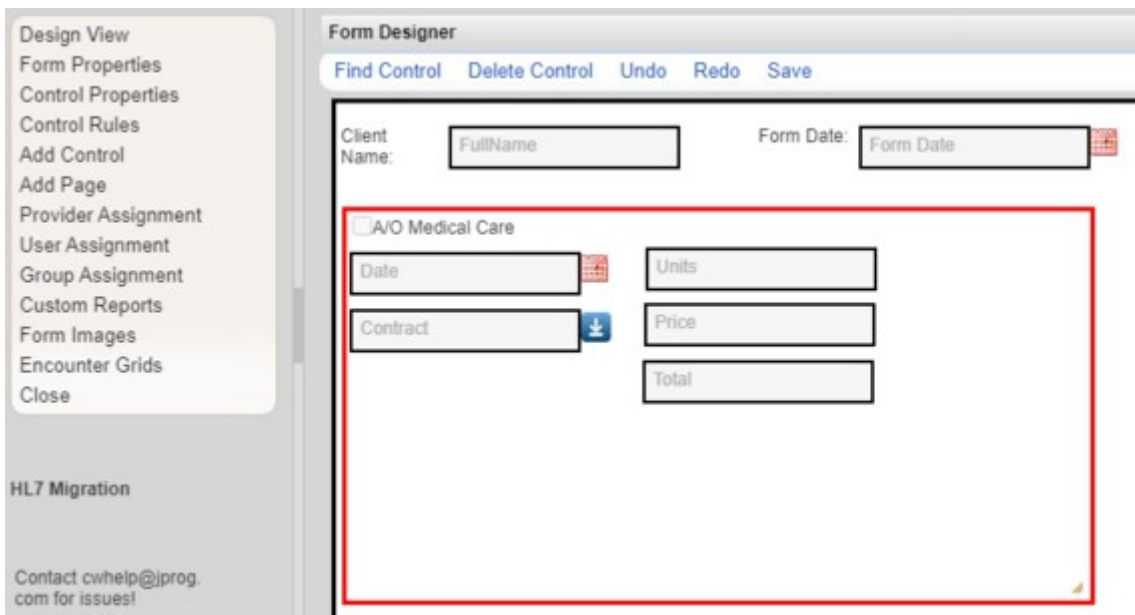 Design View
Form Properties
Control Properties
Control Rules
Add Control
Add Page
Provider Assignment
User Assignment
Group Assignment
Custom Reports
Form Images
Encounter Grids
Close
HL7 Migration
Contact cwhelp@jprog.
com for issues!
Form Designer
Find Control Delete Control Undo Redo Save
Client
Name:
FullName
Form Date:
Form Date
A/O Medical Care
Date
Units
Contract
Price
Total